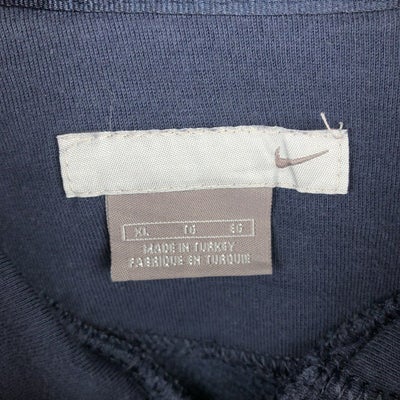 XL TG EG
MADE IN TURKEY
FABRIQUE EN TURQUIE